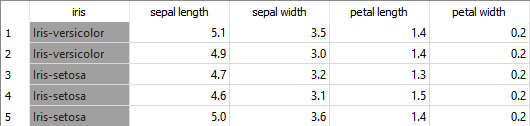 iris sepal length sepal width petal length petal width
1 Iris-versicolor 5.1 3.5 1.4 0.2
2 Iris-versicolor 4.9 3.0 1.4 0.2
3 Iris-setosa 4.7 3.2 1.3 0.2
4 Iris-setosa 4.6 3.1 1.5 0.2
5 Iris-setosa 5.0 3.6 1.4 0.2